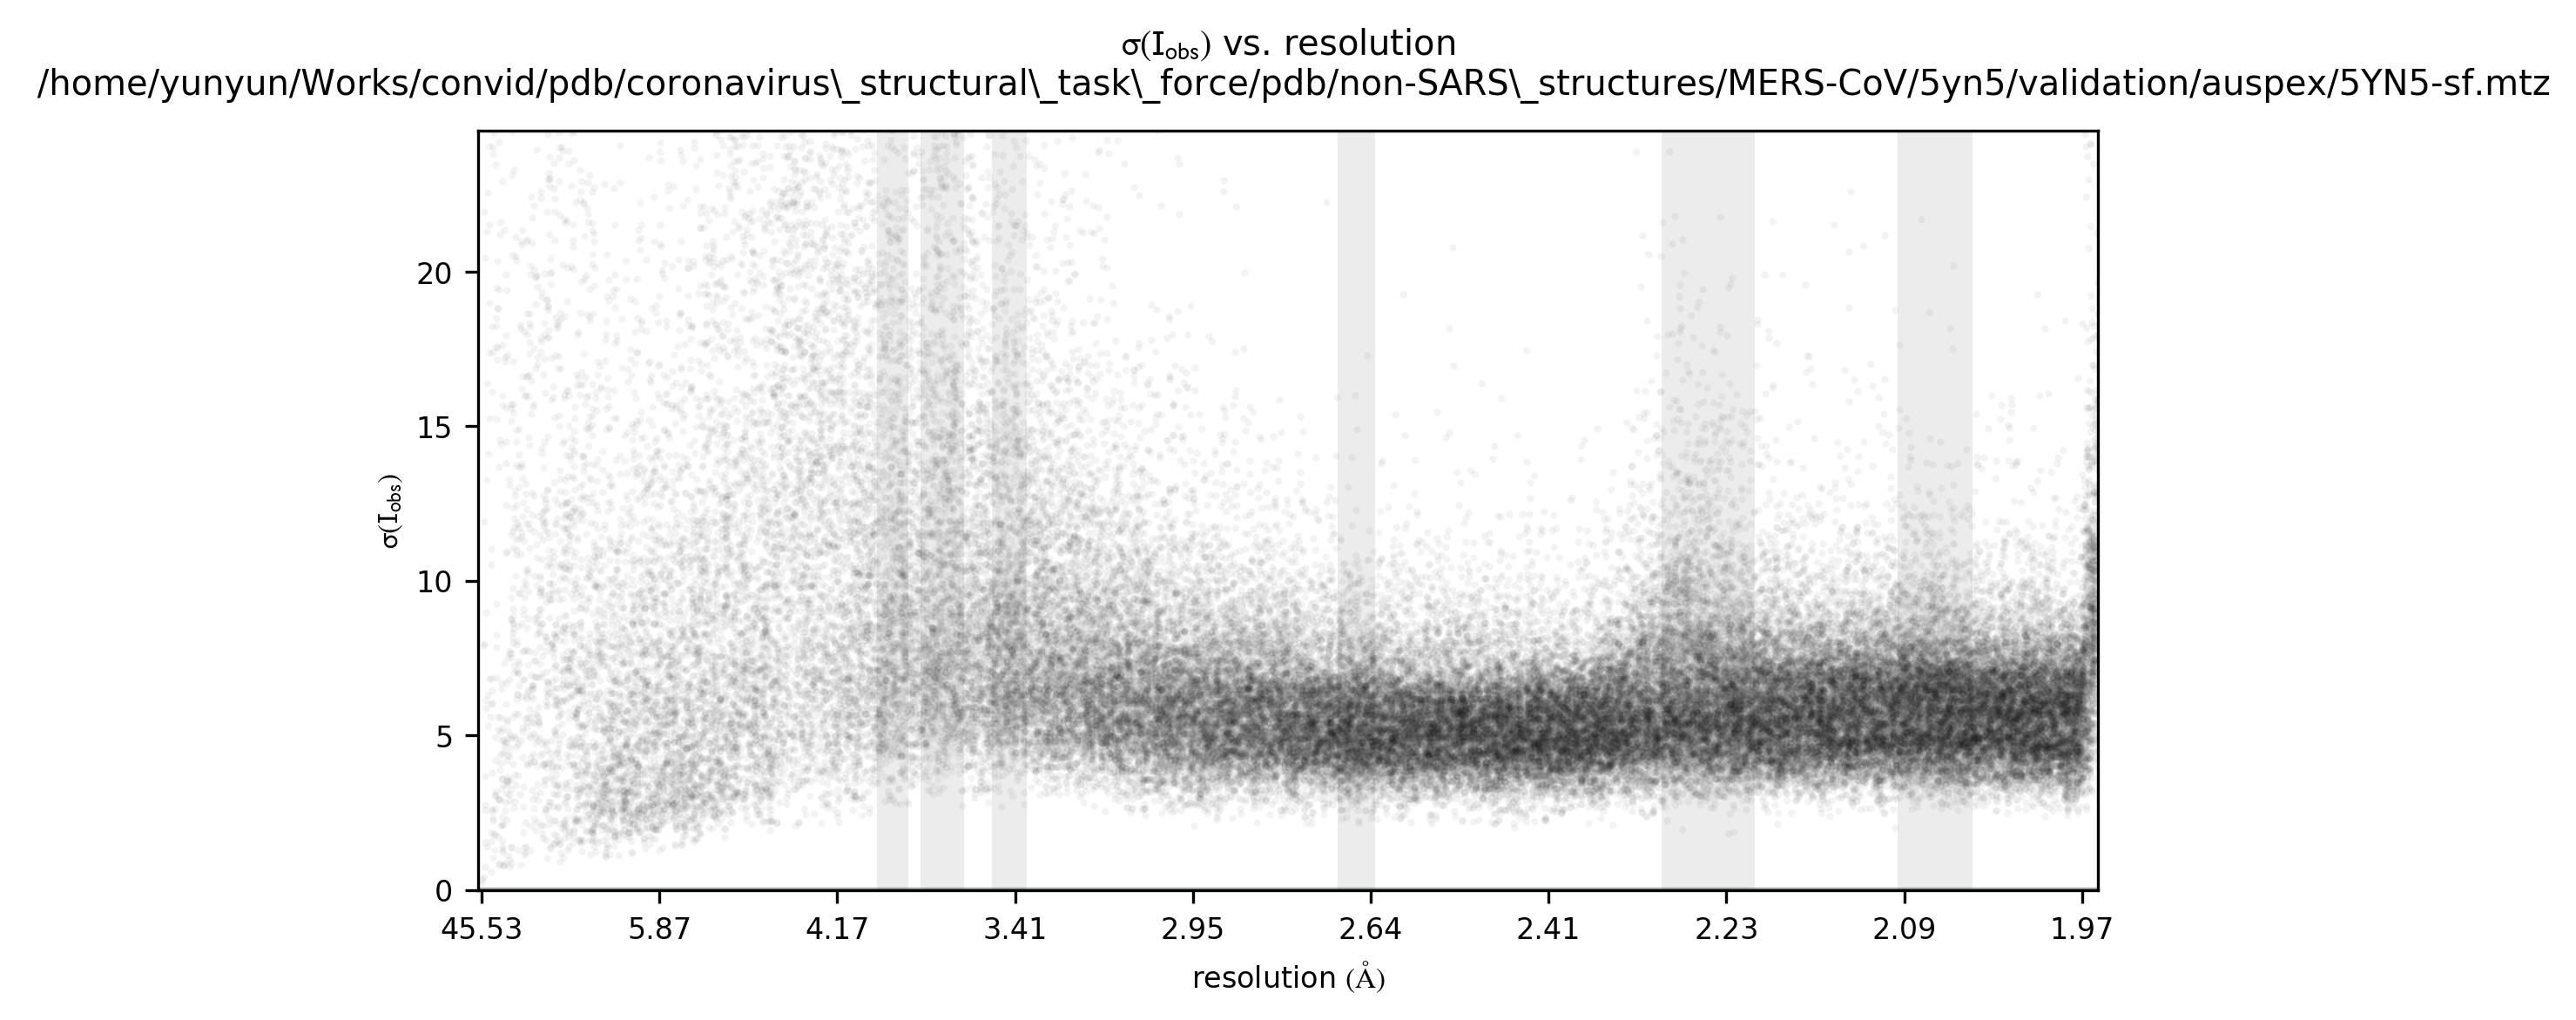 σ(I_obs) vs. resolution
/home/yunyun/Works/convid/pdb/coronavirus\_structural\_task\_force/pdb/non-SARS\_structures/MERS-CoV/5yn5/validation/auspex/5YN5-sf.mtz
20
15
σ(I_obs)
10
5
0
45.53 5.87 4.17 3.41 2.95 2.64 2.41 2.23 2.09 1.97
resolution (Å)